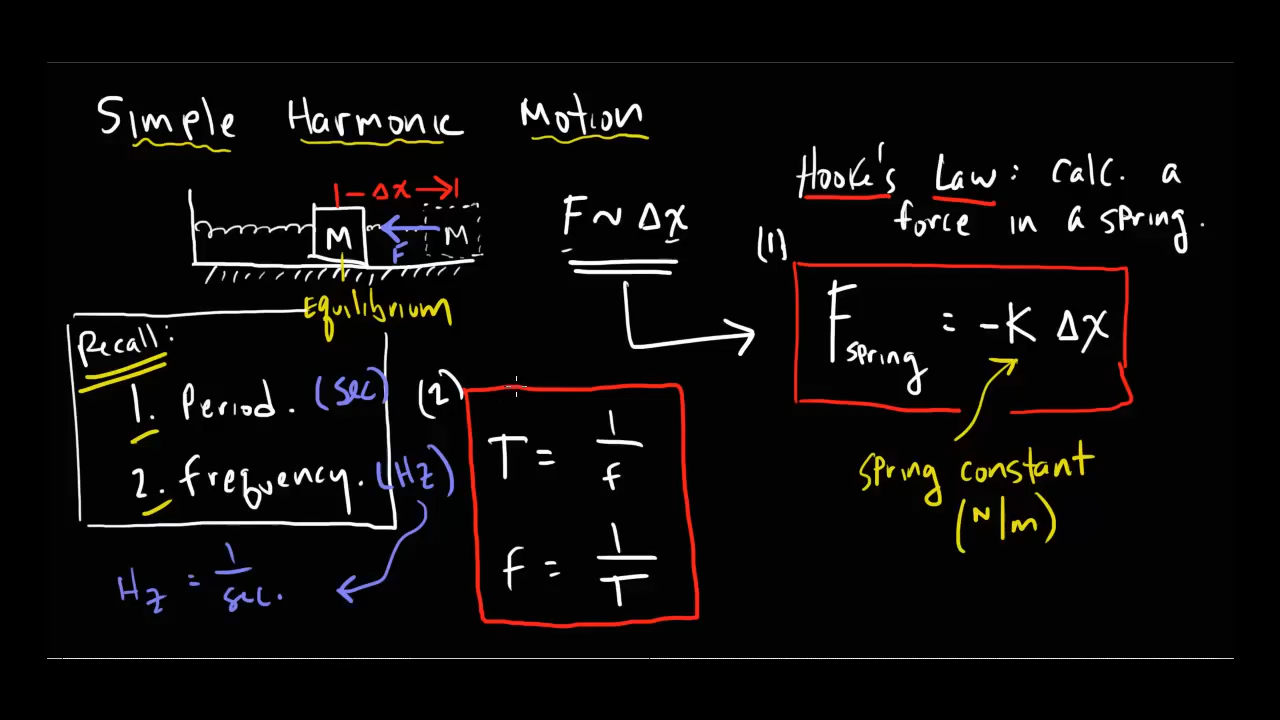 Simple Harmonic Motion
Δx
M
F
M
Equilibrium
F ~ Δx
Hooke's Law: calc. a
force in a spring.
(1)
Fspring = -K Δx
spring constant
(N/m)
Recall:
1. Period. (sec)
2. frequency. (Hz)
Hz = 1/sec.
(2)
T = 1/f
f = 1/T